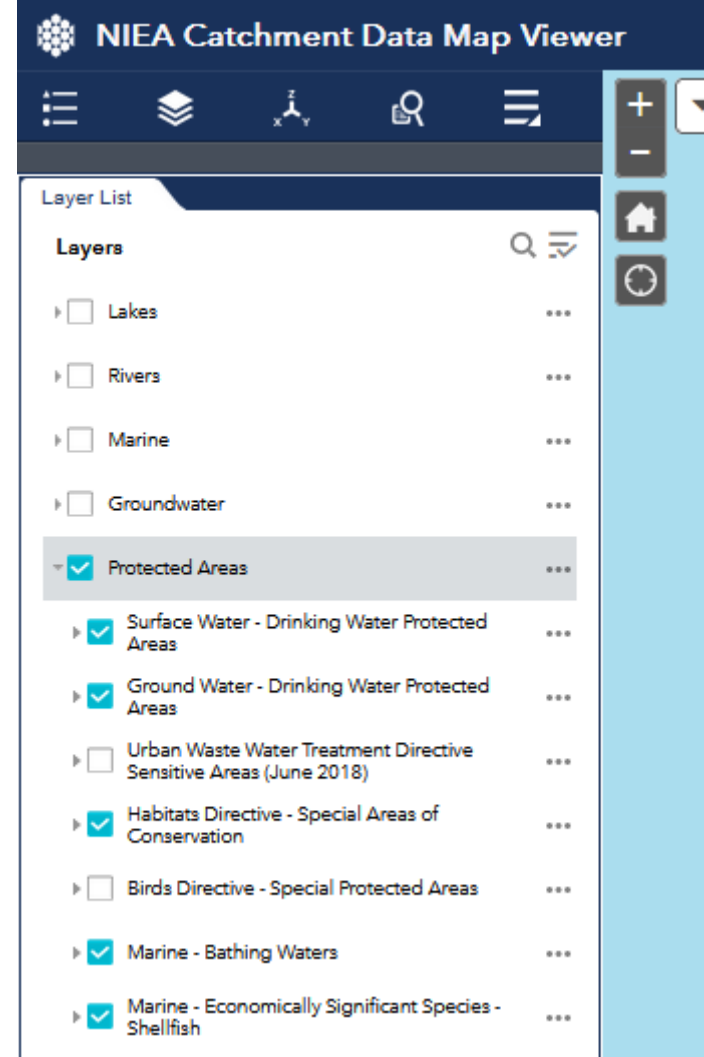 NIEA Catchment Data Map Viewer
Z
X Y
+
−
Layer List
Layers
Lakes
Rivers
Marine
Groundwater
Protected Areas
Surface Water - Drinking Water Protected
Areas
Ground Water - Drinking Water Protected
Areas
Urban Waste Water Treatment Directive
Sensitive Areas (June 2018)
Habitats Directive - Special Areas of
Conservation
Birds Directive - Special Protected Areas
Marine - Bathing Waters
Marine - Economically Significant Species -
Shellfish